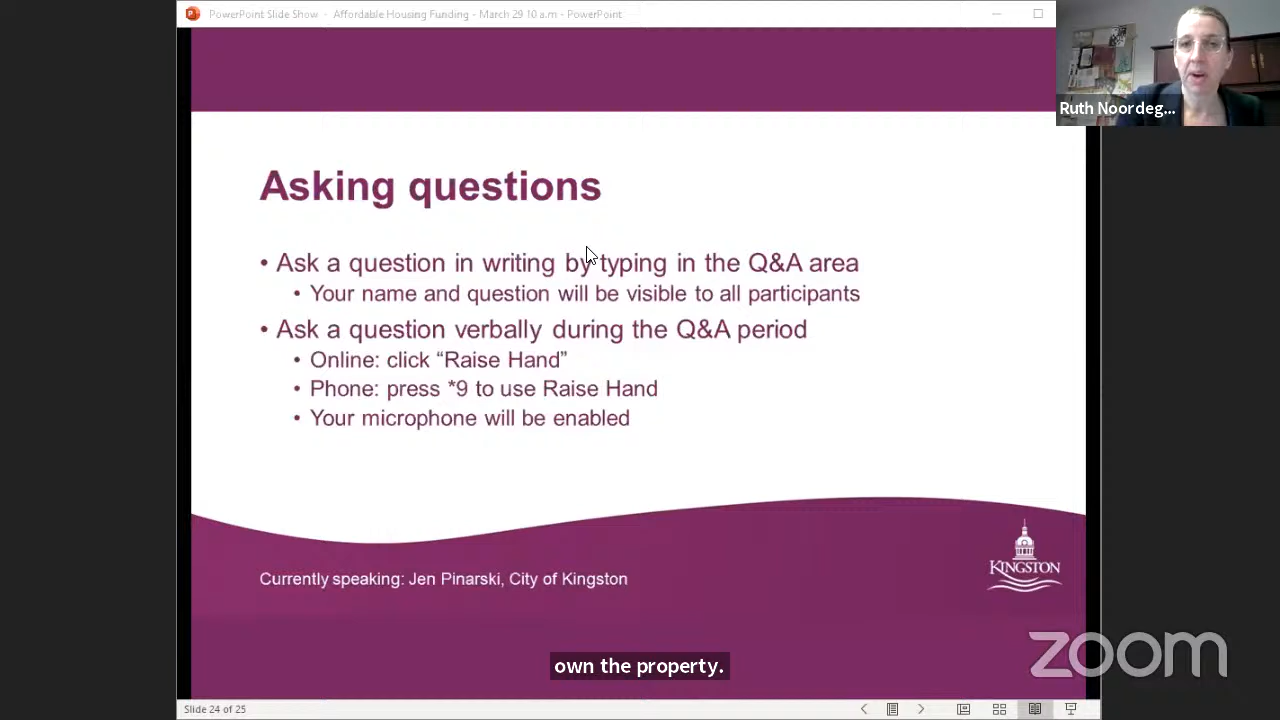 PowerPoint Slide Show - Affordable Housing Funding - March 29 10 a.m - PowerPoint
Ruth Noordeg...
Asking questions
• Ask a question in writing by typing in the Q&A area
• Your name and question will be visible to all participants
• Ask a question verbally during the Q&A period
• Online: click “Raise Hand”
• Phone: press *9 to use Raise Hand
• Your microphone will be enabled
KINGSTON
Currently speaking: Jen Pinarski, City of Kingston
own the property.
zoom
Slide 24 of 25